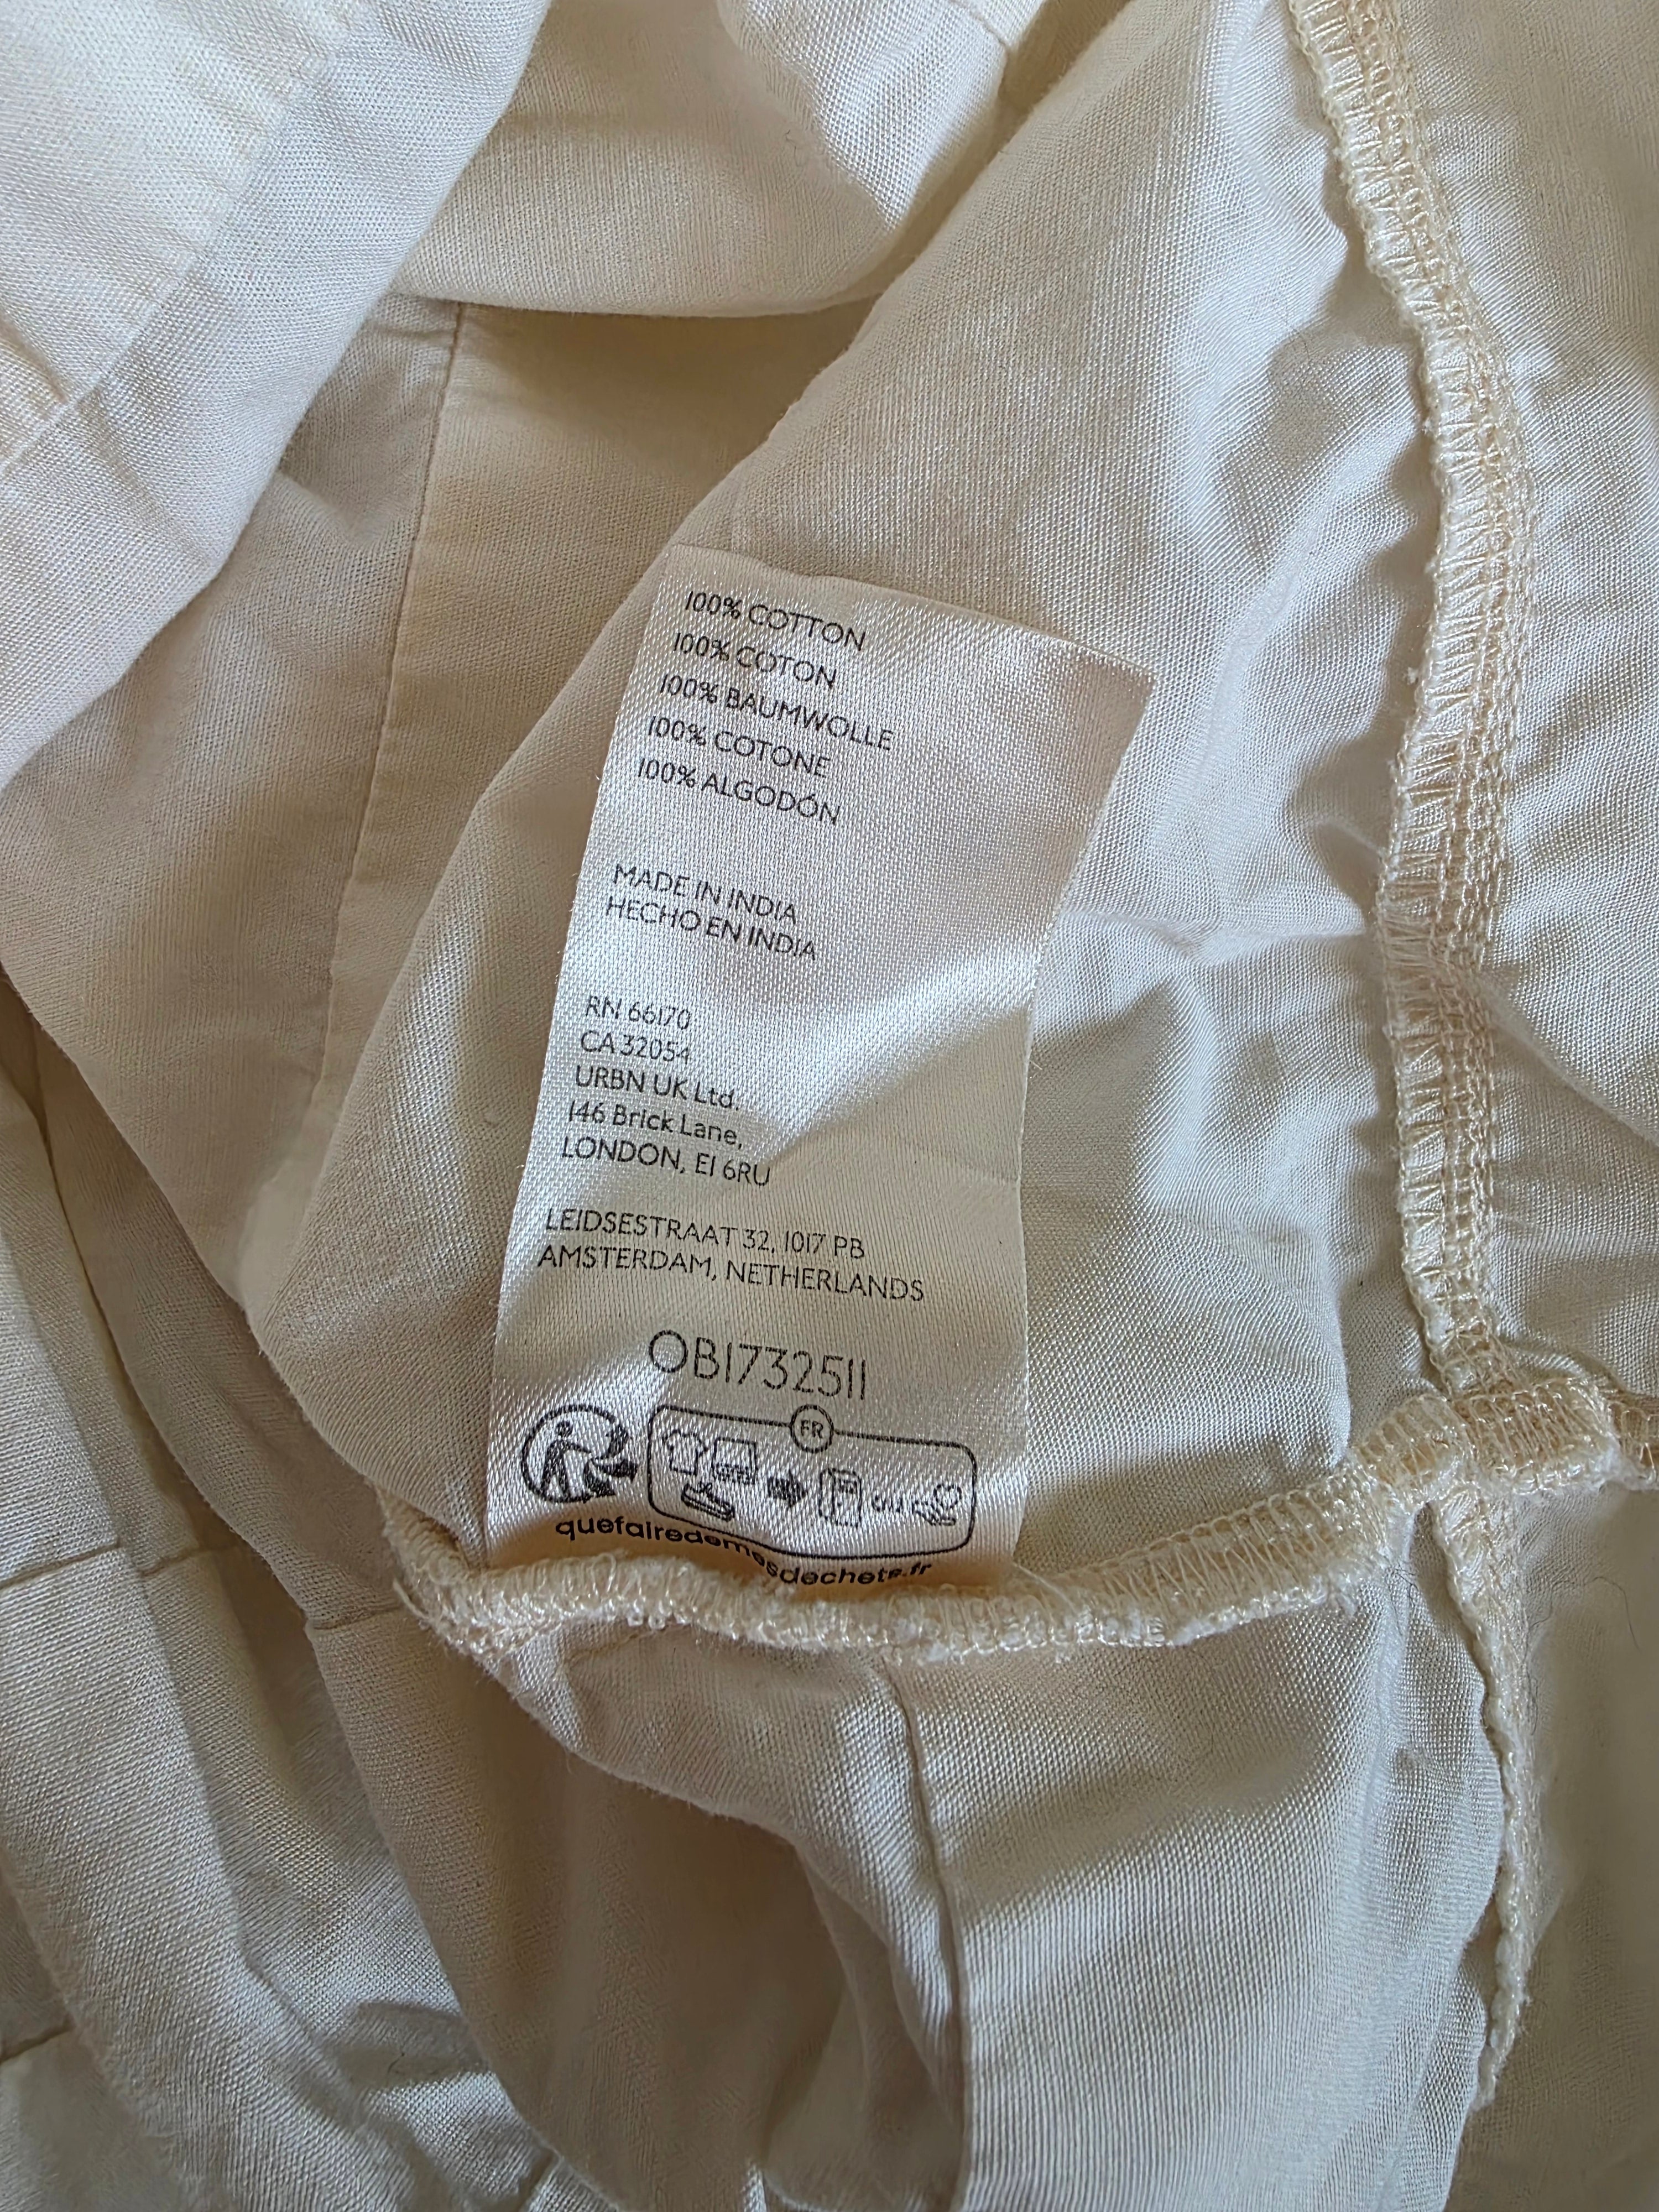 100% COTTON
100% COTON
100% BAUMWOLLE
100% COTONE
100% ALGODÓN
MADE IN INDIA
HECHO EN INDIA
RN 66170
CA 32054
URBN UK Ltd.
146 Brick Lane,
LONDON, E1 6RU
LEIDSESTRAAT 32, 1017 PB
AMSTERDAM, NETHERLANDS
OB1732511
FR
ou
quefairedemesdechets.fr